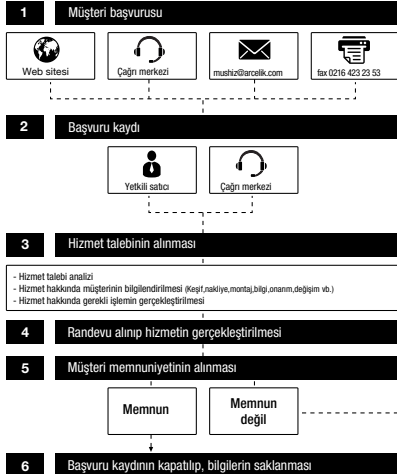 1 Müşteri başvurusu
Web sitesi
Çağrı merkezi
mushiz@arcelik.com
fax 0216 423 23 53
2 Başvuru kaydı
Yetkili satıcı
Çağrı merkezi
3 Hizmet talebinin alınması
- Hizmet talebi analizi
- Hizmet hakkında müşterinin bilgilendirilmesi (Keşif,nakliye,montaj,bilgi,onarım,değişim vb.)
- Hizmet hakkında gerekli işlemin gerçekleştirilmesi
4 Randevu alınıp hizmetin gerçekleştirilmesi
5 Müşteri memnuniyetinin alınması
Memnun
Memnun
değil
6 Başvuru kaydının kapatılıp, bilgilerin saklanması